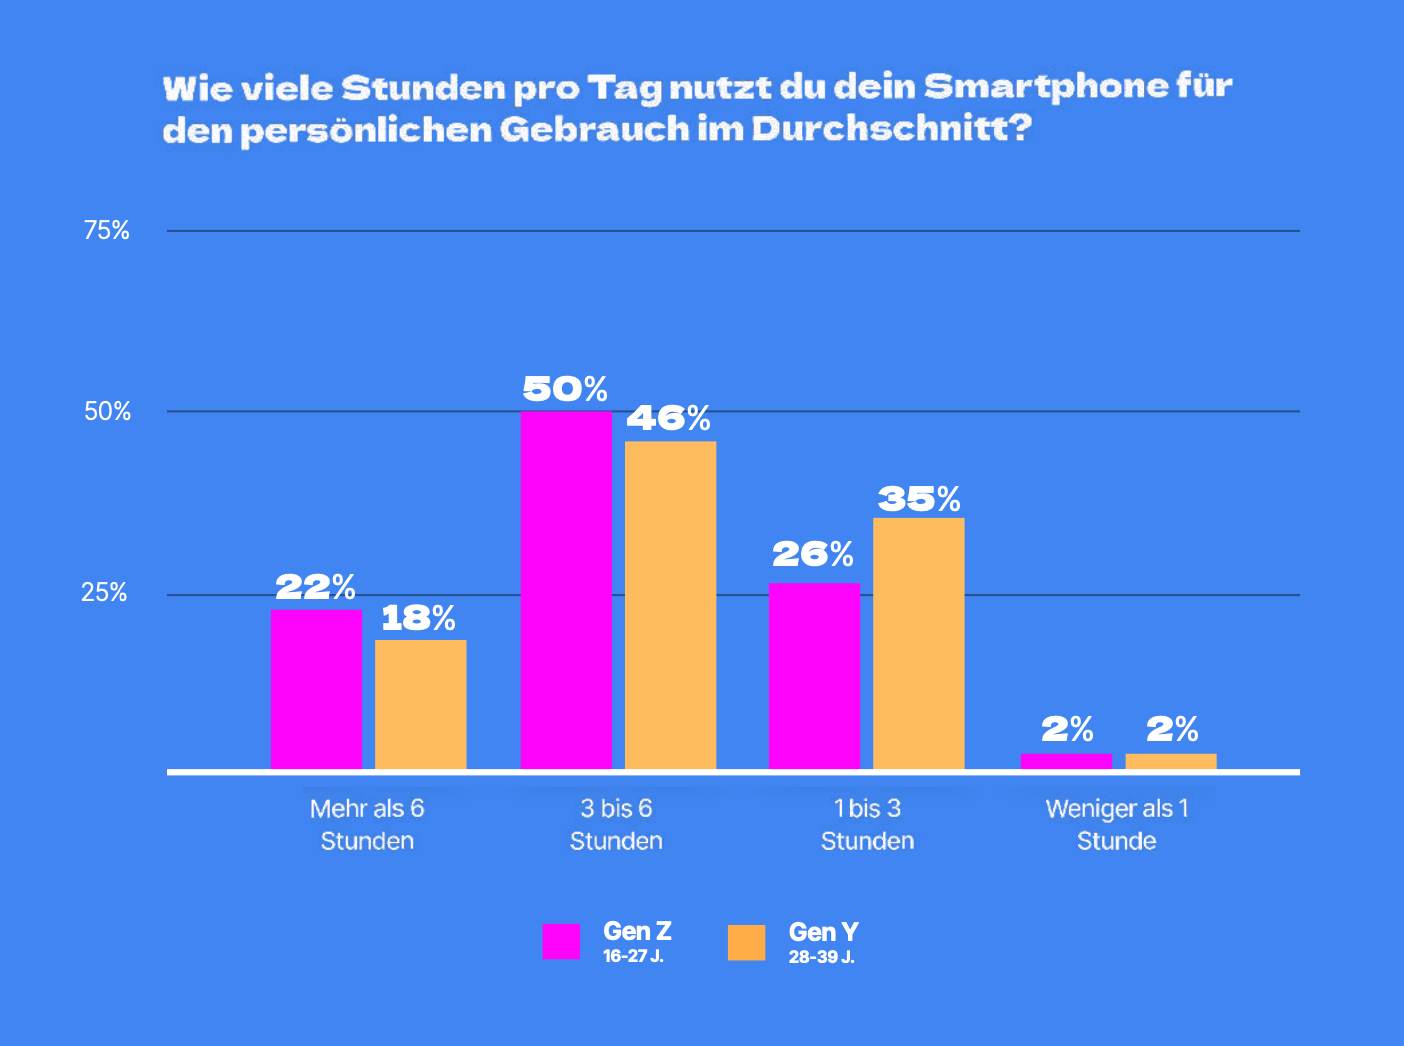 Wie viele Stunden pro Tag nutzt du dein Smartphone für
den persönlichen Gebrauch im Durchschnitt?
75%
50%
25%
22%
18%
50%
46%
26%
35%
2%
2%
Mehr als 6
Stunden
3 bis 6
Stunden
1 bis 3
Stunden
Weniger als 1
Stunde
Gen Z
16-27 J.
Gen Y
28-39 J.